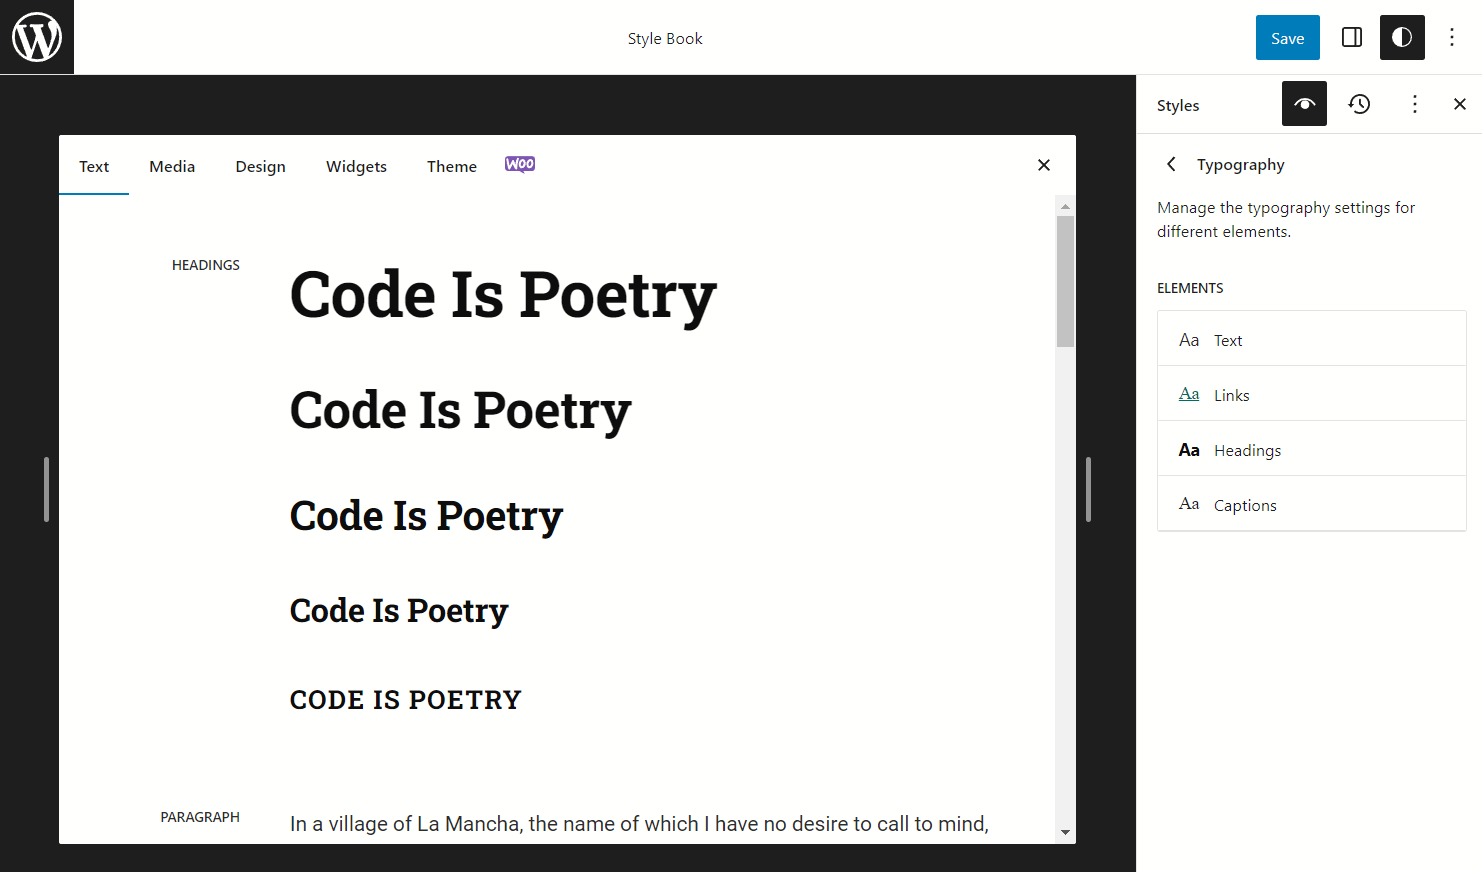 Style Book
Save
Text Media Design Widgets Theme WOO
HEADINGS
Code Is Poetry
Code Is Poetry
Code Is Poetry
Code Is Poetry
CODE IS POETRY
PARAGRAPH
In a village of La Mancha, the name of which I have no desire to call to mind,
Styles
Typography
Manage the typography settings for
different elements.
ELEMENTS
Aa Text
Aa Links
Aa Headings
Aa Captions